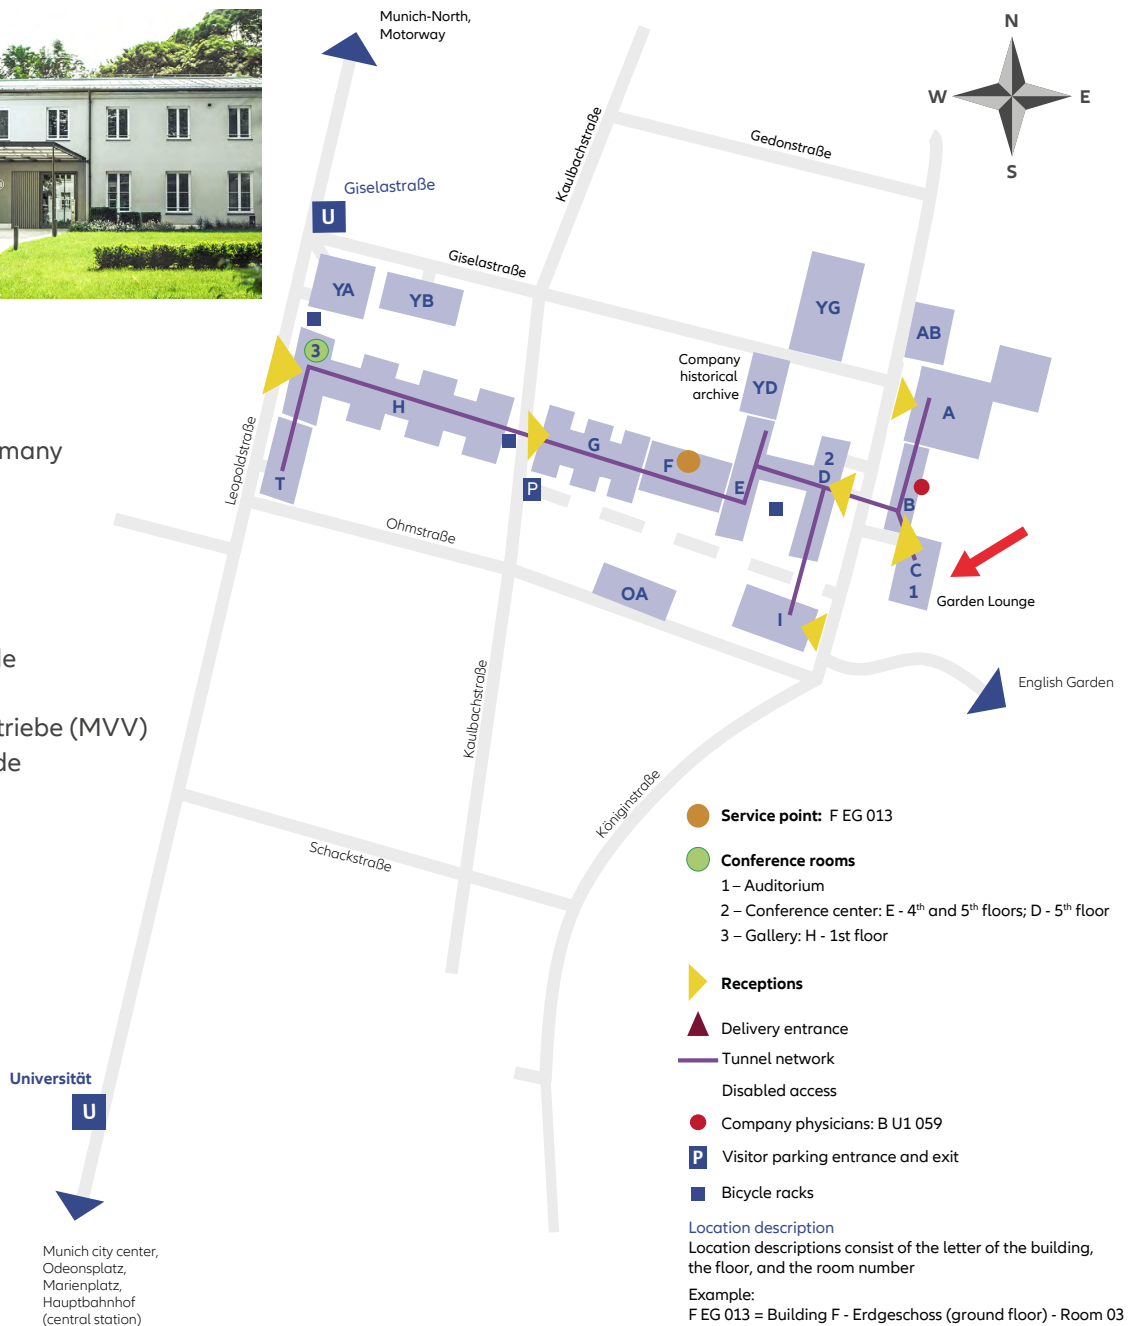 Munich-North,
Motorway
N
W
E
S
Kaulbachstraße
Gedonstraße
Giselastraße
U
Giselastraße
YA
YB
YG
AB
3
Company
historical
archive
YD
A
H
G
2
F
D
E
B
T
P
Leopoldstraße
many
Ohmstraße
C
1
OA
I
Garden Lounge
le
English Garden
triebe (MVV)
de
Kaulbachstraße
Königinstraße
Schackstraße
Service point: F EG 013
Conference rooms
1 – Auditorium
2 – Conference center: E - 4th and 5th floors; D - 5th floor
3 – Gallery: H - 1st floor
Receptions
Delivery entrance
Tunnel network
Disabled access
Company physicians: B U1 059
P Visitor parking entrance and exit
Bicycle racks
Universität
U
Location description
Location descriptions consist of the letter of the building,
the floor, and the room number
Example:
F EG 013 = Building F - Erdgeschoss (ground floor) - Room 03
Munich city center,
Odeonsplatz,
Marienplatz,
Hauptbahnhof
(central station)